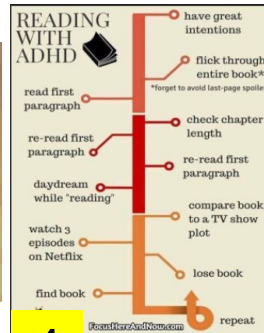 READING
WITH
ADHD
have great
intentions
flick through
entire book*
*forget to avoid last-page spoile
read first
paragraph
check chapter
length
re-read first
paragraph
re-read first
paragraph
daydream
while "reading"
compare book
to a TV show
plot
watch 3
episodes
on Netflix
lose book
find book
repeat
FocusHereAndNow.com